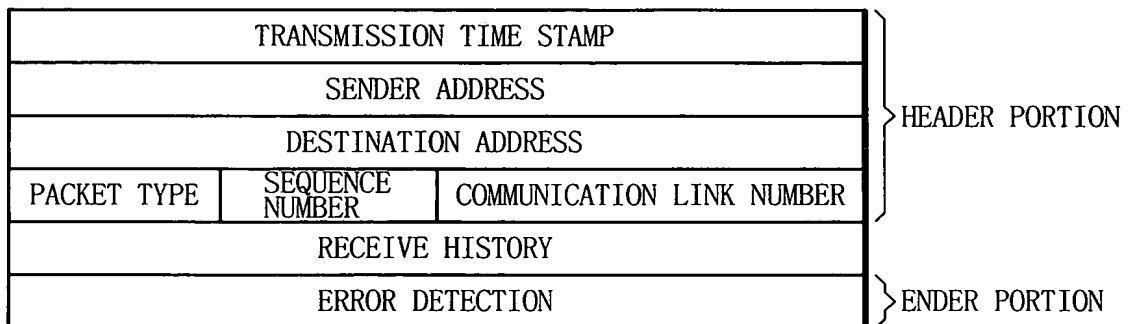 TRANSMISSION TIME STAMP
SENDER ADDRESS
DESTINATION ADDRESS
HEADER PORTION
PACKET TYPE
SEQUENCE
NUMBER
COMMUNICATION LINK NUMBER
RECEIVE HISTORY
ERROR DETECTION
ENDER PORTION